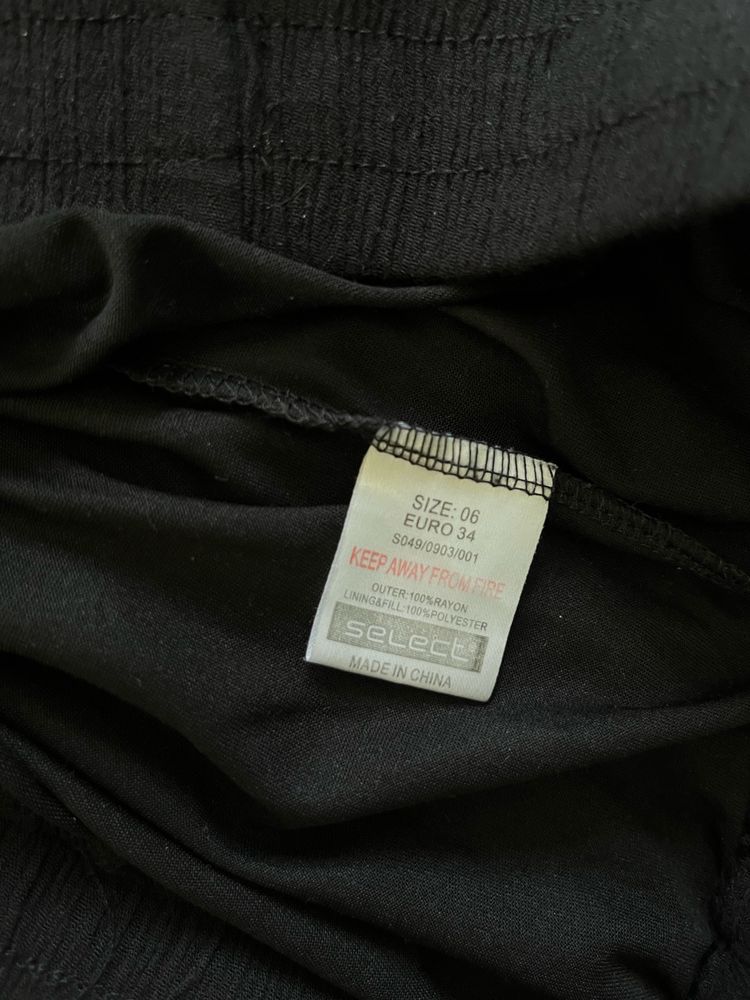 SIZE: 06
EURO 34
S049/0903/001
KEEP AWAY FROM FIRE
OUTER:100%RAYON
LINING&FILL:100%POLYESTER
select
MADE IN CHINA